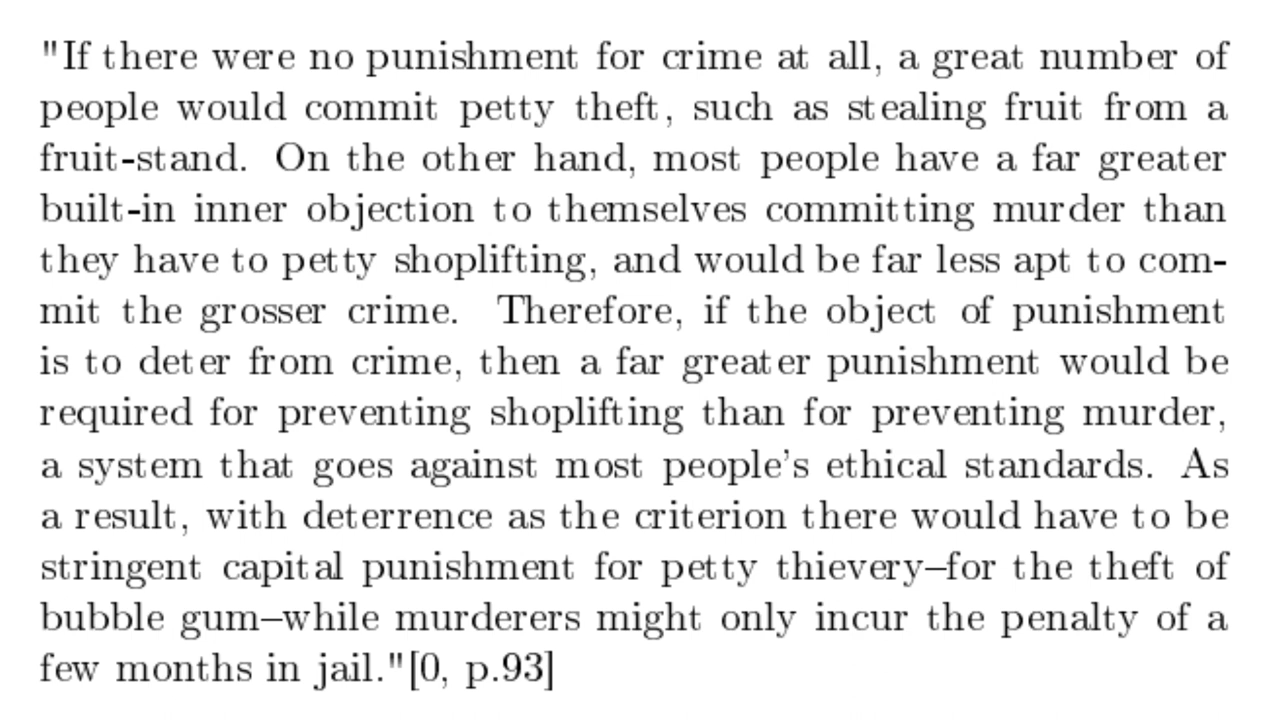 "If there were no punishment for crime at all, a great number of
people would commit petty theft, such as stealing fruit from a
fruit-stand. On the other hand, most people have a far greater
built-in inner objection to themselves committing murder than
they have to petty shoplifting, and would be far less apt to com-
mit the grosser crime. Therefore, if the object of punishment
is to deter from crime, then a far greater punishment would be
required for preventing shoplifting than for preventing murder,
a system that goes against most people's ethical standards. As
a result, with deterrence as the criterion there would have to be
stringent capital punishment for petty thievery–for the theft of
bubble gum–while murderers might only incur the penalty of a
few months in jail."[0, p.93]